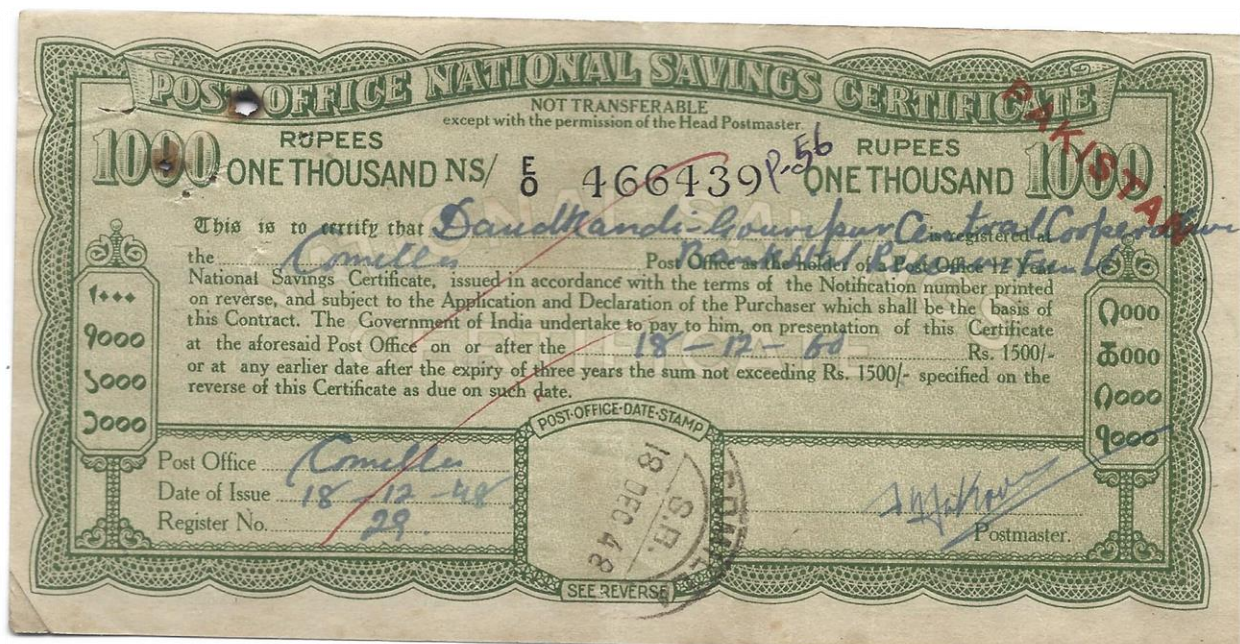 POST OFFICE NATIONAL SAVINGS CERTIFICATE
PAKISTAN
NOT TRANSFERABLE
except with the permission of the Head Postmaster.
1000 RUPEES ONE THOUSAND NS/ E/0 466439 P-56 RUPEES ONE THOUSAND 1000
This is to certify that Daudkandi-Gouripur Central Cooperative is registered at
the Comilla Post Office as the holder of a Post Office 12 Year
Bank Ltd Reserve Fund
National Savings Certificate, issued in accordance with the terms of the Notification number printed
on reverse, and subject to the Application and Declaration of the Purchaser which shall be the basis of
this Contract. The Government of India undertake to pay to him, on presentation of this Certificate
at the aforesaid Post Office on or after the 18-12-60 Rs. 1500/-
or at any earlier date after the expiry of three years the sum not exceeding Rs. 1500/- specified on the
reverse of this Certificate as due on such date.
POST·OFFICE·DATE·STAMP
Post Office Comilla
Date of Issue 18-12-48
Register No. 29
18 DEC 48
S.B.
COMILLA
Postmaster.
SEE REVERSE